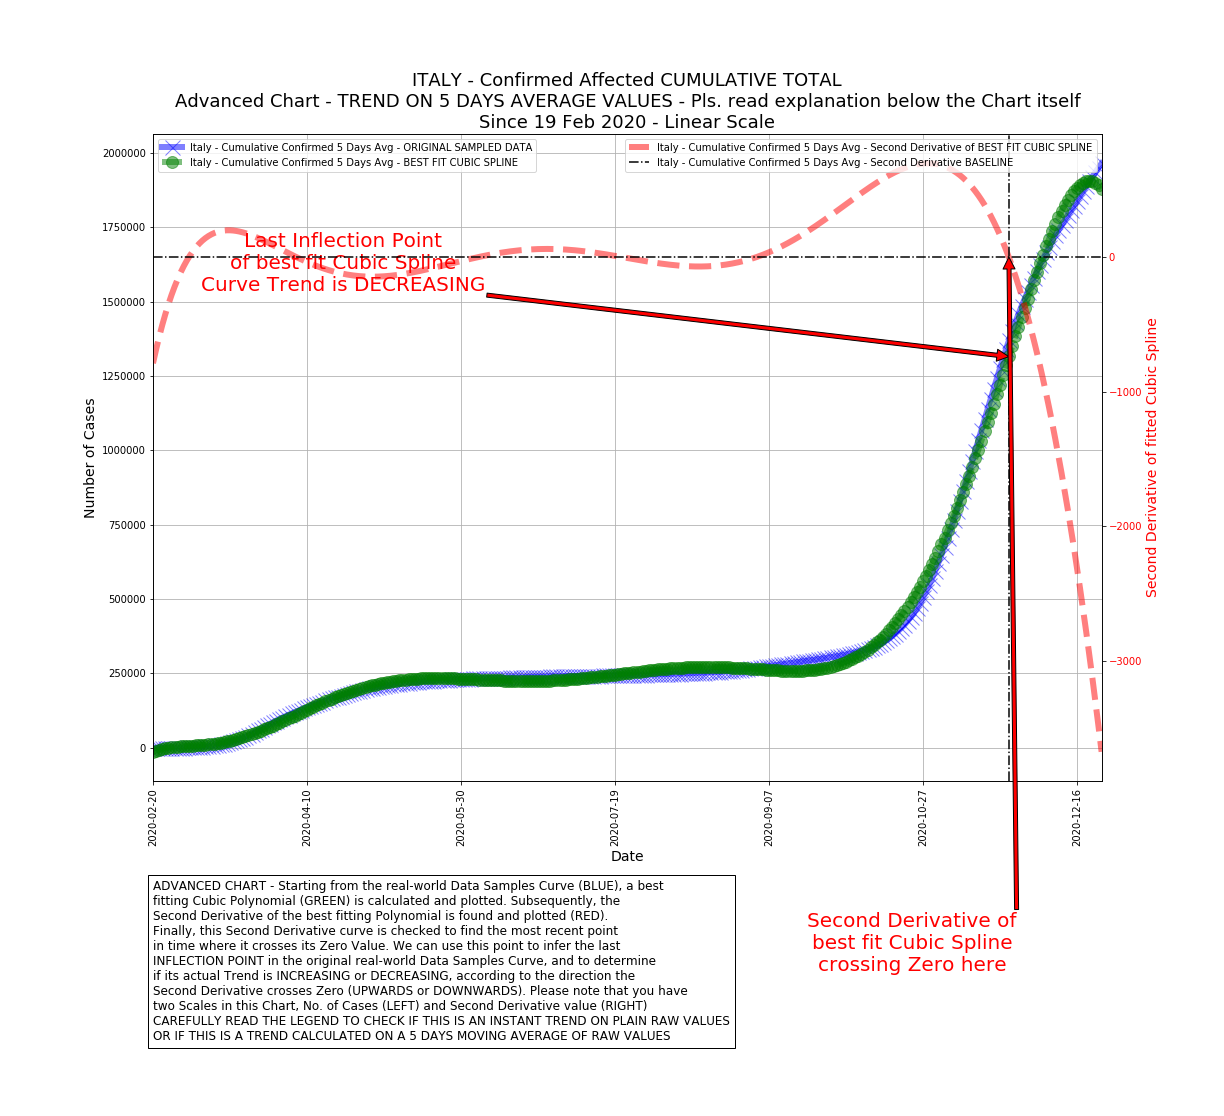 ITALY - Confirmed Affected CUMULATIVE TOTAL
Advanced Chart - TREND ON 5 DAYS AVERAGE VALUES - Pls. read explanation below the Chart itself
Since 19 Feb 2020 - Linear Scale
Italy - Cumulative Confirmed 5 Days Avg - ORIGINAL SAMPLED DATA
Italy - Cumulative Confirmed 5 Days Avg - BEST FIT CUBIC SPLINE
Italy - Cumulative Confirmed 5 Days Avg - Second Derivative of BEST FIT CUBIC SPLINE
Italy - Cumulative Confirmed 5 Days Avg - Second Derivative BASELINE
Last Inflection Point
of best fit Cubic Spline
Curve Trend is DECREASING
Number of Cases
2000000
1750000
1500000
1250000
1000000
750000
500000
250000
0
0
−1000
−2000
−3000
Second Derivative of fitted Cubic Spline
2020-02-20
2020-04-10
2020-05-30
2020-07-19
2020-09-07
2020-10-27
2020-12-16
Date
ADVANCED CHART - Starting from the real-world Data Samples Curve (BLUE), a best
fitting Cubic Polynomial (GREEN) is calculated and plotted. Subsequently, the
Second Derivative of the best fitting Polynomial is found and plotted (RED).
Finally, this Second Derivative curve is checked to find the most recent point
in time where it crosses its Zero Value. We can use this point to infer the last
INFLECTION POINT in the original real-world Data Samples Curve, and to determine
if its actual Trend is INCREASING or DECREASING, according to the direction the
Second Derivative crosses Zero (UPWARDS or DOWNWARDS). Please note that you have
two Scales in this Chart, No. of Cases (LEFT) and Second Derivative value (RIGHT)
CAREFULLY READ THE LEGEND TO CHECK IF THIS IS AN INSTANT TREND ON PLAIN RAW VALUES
OR IF THIS IS A TREND CALCULATED ON A 5 DAYS MOVING AVERAGE OF RAW VALUES
Second Derivative of
best fit Cubic Spline
crossing Zero here